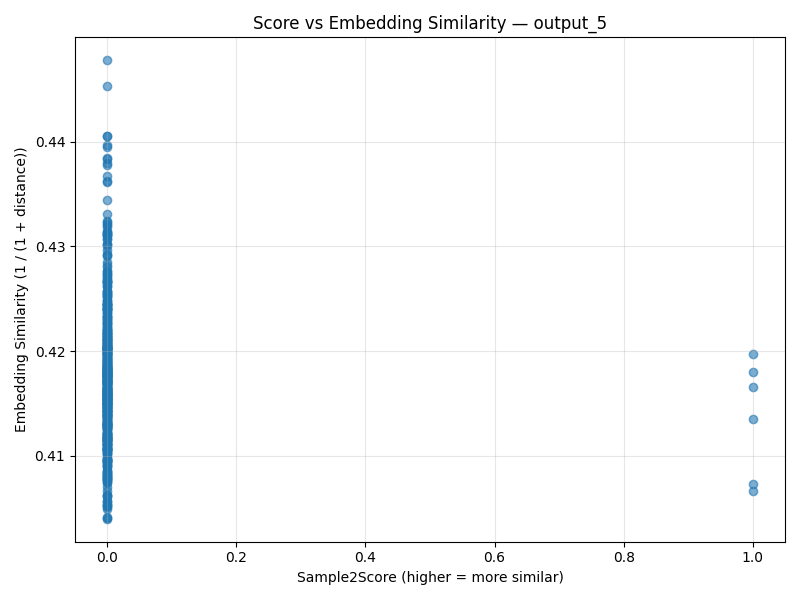 Score vs Embedding Similarity — output_5
Embedding Similarity (1 / (1 + distance))
0.44
0.43
0.42
0.41
0.0 0.2 0.4 0.6 0.8 1.0
Sample2Score (higher = more similar)